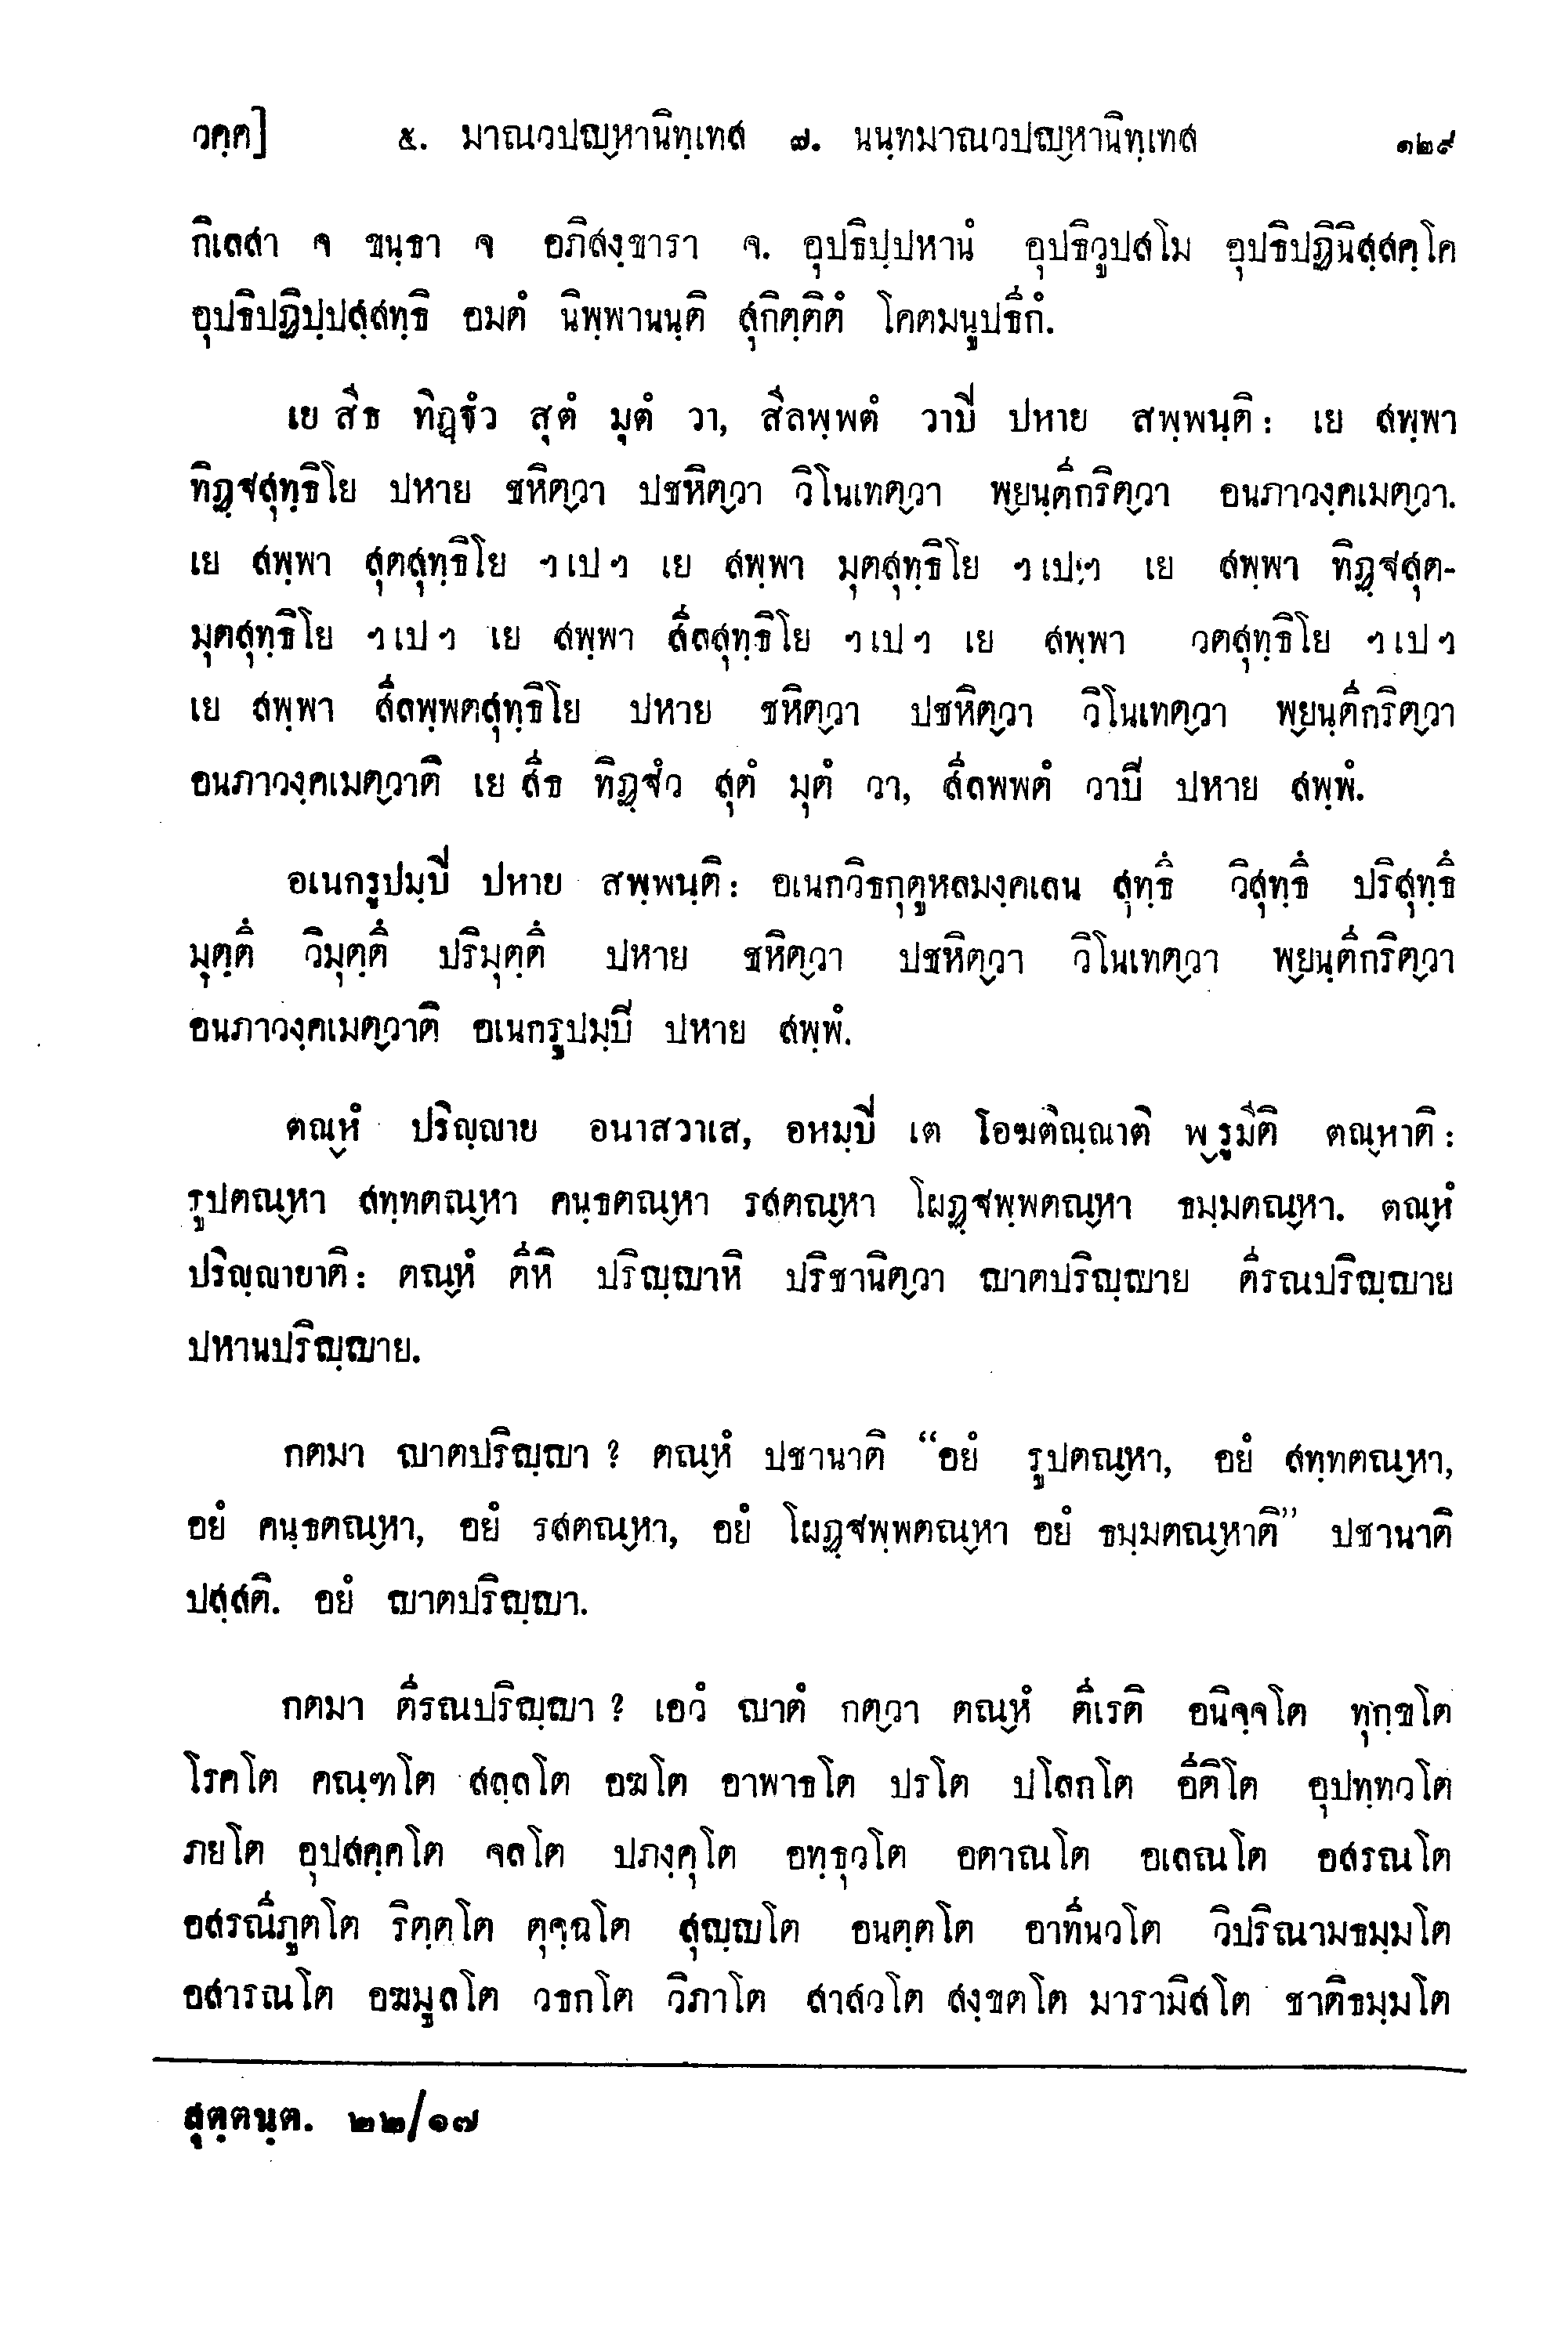 วคฺค]     ๕. มาณวปญฺหานิทฺเทส ๗. นนฺทมาณวปญฺหานิทฺเทส     ๑๒๙
กิเลสา จ ขนฺธา จ อภิสงฺขารา จ. อุปธิปฺปหานํ อุปธิวูปสโม อุปธิปฏินิสฺสคฺโค
อุปธิปฏิปฺปสฺสทฺธิ อมตํ นิพฺพานนฺติ สุกิตฺติตํ โคตมนูปธีกํ.
เย สีธ ทิฏฺฐํว สุตํ มุตํ วา, สีลพฺพตํ วาปี ปหาย สพฺพนฺติ: เย สพฺพา
ทิฏฺฐสุทฺธิโย ปหาย ชหิตฺวา ปชหิตฺวา วิโนเทตฺวา พฺยนฺตีกริตฺวา อนภาวงฺคเมตฺวา.
เย สพฺพา สุตสุทฺธิโย ฯเปฯ เย สพฺพา มุตสุทฺธิโย ฯเปฯ เย สพฺพา ทิฏฺฐสุต-
มุตสุทฺธิโย ฯเปฯ เย สพฺพา สีลสุทฺธิโย ฯเปฯ เย สพฺพา วตสุทฺธิโย ฯเปฯ
เย สพฺพา สีลพฺพตสุทฺธิโย ปหาย ชหิตฺวา ปชหิตฺวา วิโนเทตฺวา พฺยนฺตีกริตฺวา
อนภาวงฺคเมตฺวาติ เย สีธ ทิฏฺฐํว สุตํ มุตํ วา, สีลพพตํ วาปี ปหาย สพฺพํ.
อเนกรูปมฺปี ปหาย สพฺพนฺติ: อเนกวิธกุตูหลมงฺคเลน สุทฺธึ วิสุทฺธึ ปริสุทฺธึ
มุตฺตึ วิมุตฺตึ ปริมุตฺตึ ปหาย ชหิตฺวา ปชหิตฺวา วิโนเทตฺวา พฺยนฺตีกริตฺวา
อนภาวงฺคเมตฺวาติ อเนกรูปมฺปี ปหาย สพฺพํ.
ตณฺหํ ปริญฺญาย อนาสวาเส, อหมฺปี เต โอฆติณฺณาติ พฺรูมีติ ตณฺหาติ:
รูปตณฺหา สทฺทตณฺหา คนฺธตณฺหา รสตณฺหา โผฏฺฐพฺพตณฺหา ธมฺมตณฺหา. ตณฺหํ
ปริญฺญายาติ: ตณฺหํ ตีหิ ปริญฺญาหิ ปริชานิตฺวา ญาตปริญฺญาย ตีรณปริญฺญาย
ปหานปริญฺญาย.
กตมา ญาตปริญฺญา? ตณฺหํ ปชานาติ “อยํ รูปตณฺหา, อยํ สทฺทตณฺหา,
อยํ คนฺธตณฺหา, อยํ รสตณฺหา, อยํ โผฏฺฐพฺพตณฺหา อยํ ธมฺมตณฺหาติ” ปชานาติ
ปสฺสติ. อยํ ญาตปริญฺญา.
กตมา ตีรณปริญฺญา? เอวํ ญาตํ กตฺวา ตณฺหํ ตีเรติ อนิจฺจโต ทุกฺขโต
โรคโต คณฺฑโต สลฺลโต อฆโต อาพาธโต ปรโต ปโลกโต อีติโต อุปทฺทวโต
ภยโต อุปสคฺคโต จลโต ปภงฺคุโต อทฺธุวโต อตาณโต อเลณโต อสรณโต
อสรณีภูตโต ริตฺตโต ตุจฺฉโต สุญฺญโต อนตฺตโต อาทีนวโต วิปริณามธมฺมโต
อสารณโต อฆมูลโต วธกโต วิภาโต สาสวโต สงฺขตโต มารามิสโต ชาติธมฺมโต
สุตฺตนฺต. ๒๒/๑๗